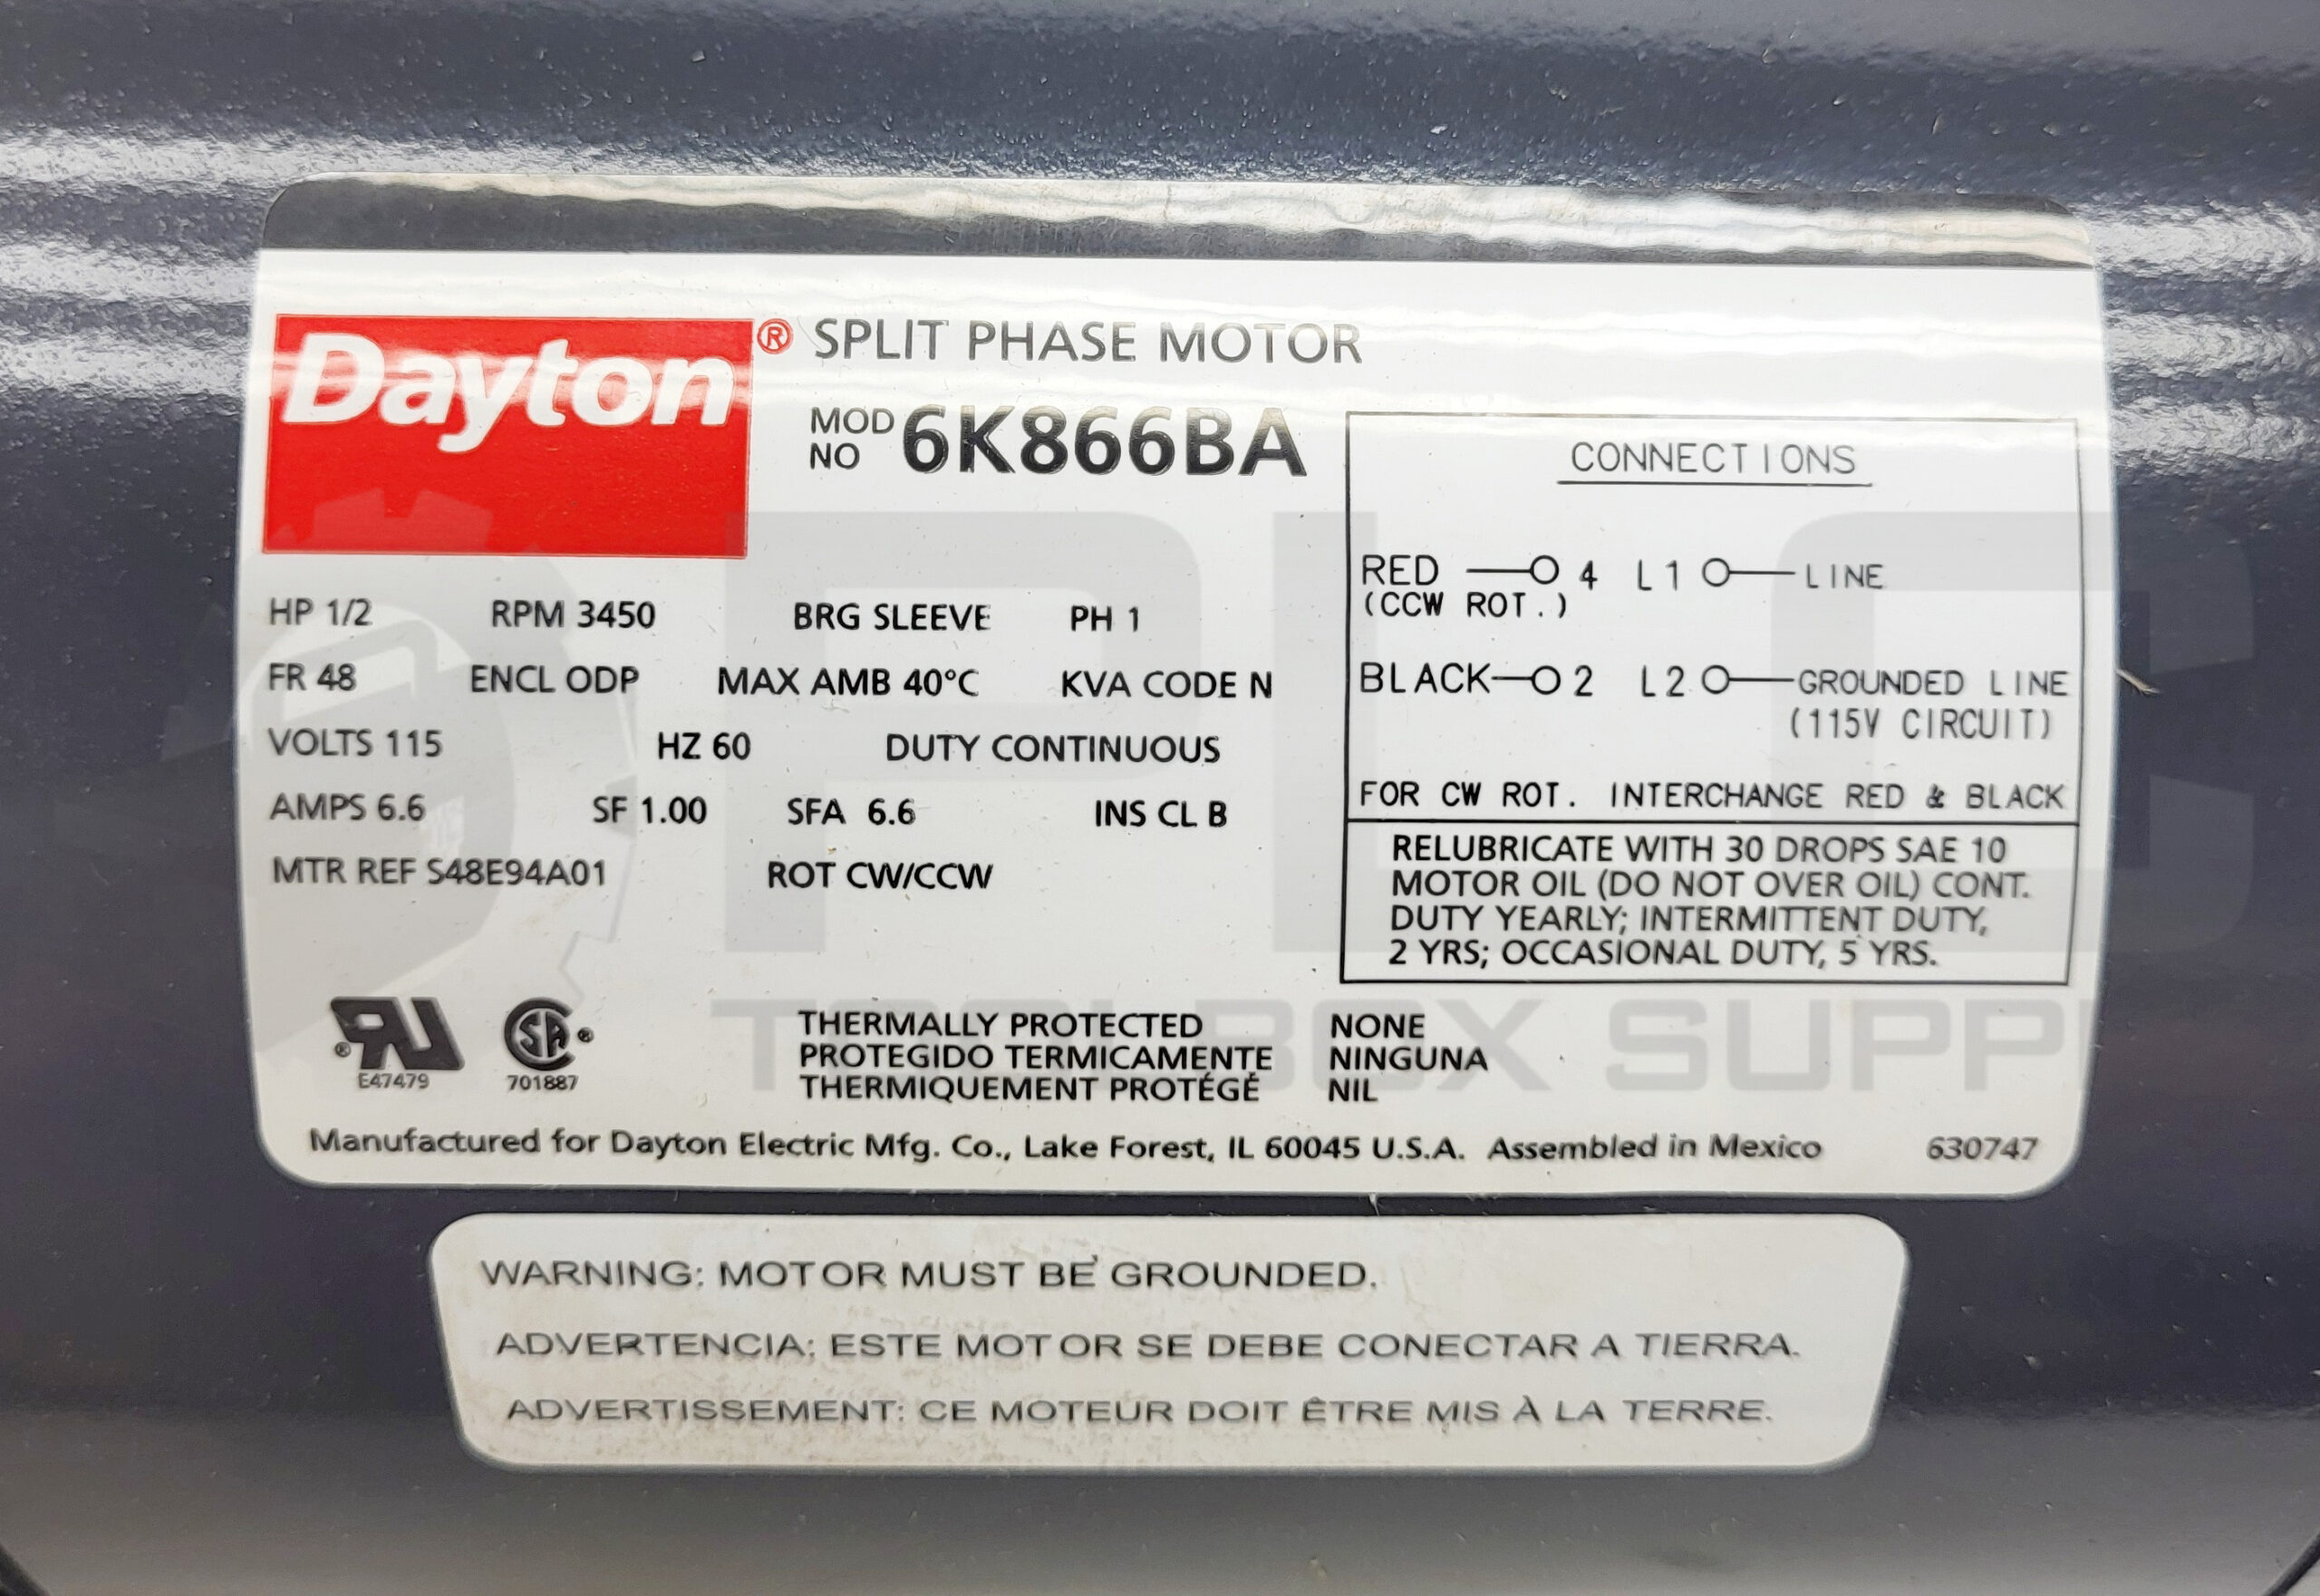 Dayton® SPLIT PHASE MOTOR
MOD NO 6K866BA
HP 1/2 RPM 3450 BRG SLEEVE PH 1
FR 48 ENCL ODP MAX AMB 40°C KVA CODE N
VOLTS 115 HZ 60 DUTY CONTINUOUS
AMPS 6.6 SF 1.00 SFA 6.6 INS CL B
MTR REF S48E94A01 ROT CW/CCW
CONNECTIONS
RED 4 L1 LINE
(CCW ROT.)
BLACK 2 L2 GROUNDED LINE
(115V CIRCUIT)
FOR CW ROT. INTERCHANGE RED & BLACK
RELUBRICATE WITH 30 DROPS SAE 10
MOTOR OIL (DO NOT OVER OIL) CONT.
DUTY YEARLY; INTERMITTENT DUTY,
2 YRS; OCCASIONAL DUTY, 5 YRS.
RU® E47479
SA® 701887
THERMALLY PROTECTED NONE
PROTEGIDO TERMICAMENTE NINGUNA
THERMIQUEMENT PROTÉGÉ NIL
Manufactured for Dayton Electric Mfg. Co., Lake Forest, IL 60045 U.S.A. Assembled in Mexico 630747
WARNING: MOTOR MUST BE GROUNDED.
ADVERTENCIA: ESTE MOTOR SE DEBE CONECTAR A TIERRA.
ADVERTISSEMENT: CE MOTEUR DOIT ÊTRE MIS À LA TERRE.
PLC
TOOLBOX SUPP